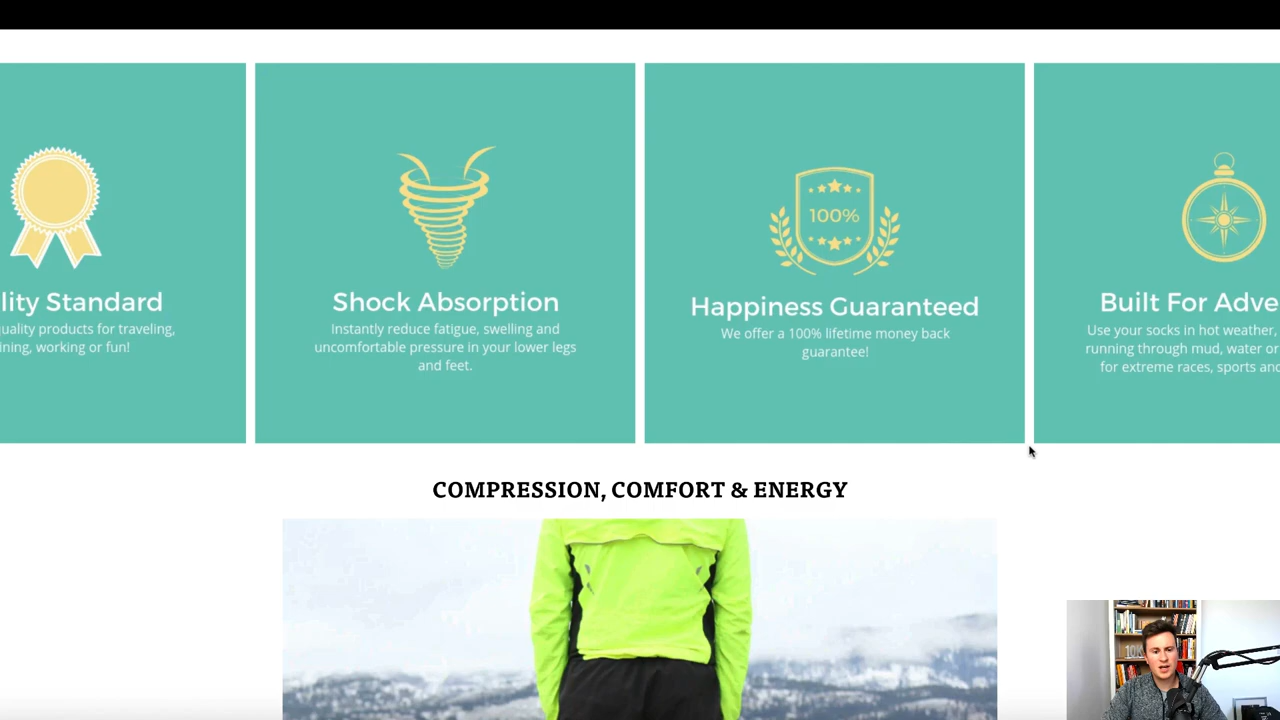 lity Standard
uality products for traveling,
ining, working or fun!
Shock Absorption
Instantly reduce fatigue, swelling and
uncomfortable pressure in your lower legs
and feet.
100%
Happiness Guaranteed
We offer a 100% lifetime money back
guarantee!
Built For Adve
Use your socks in hot weather,
running through mud, water or
for extreme races, sports and
COMPRESSION, COMFORT & ENERGY